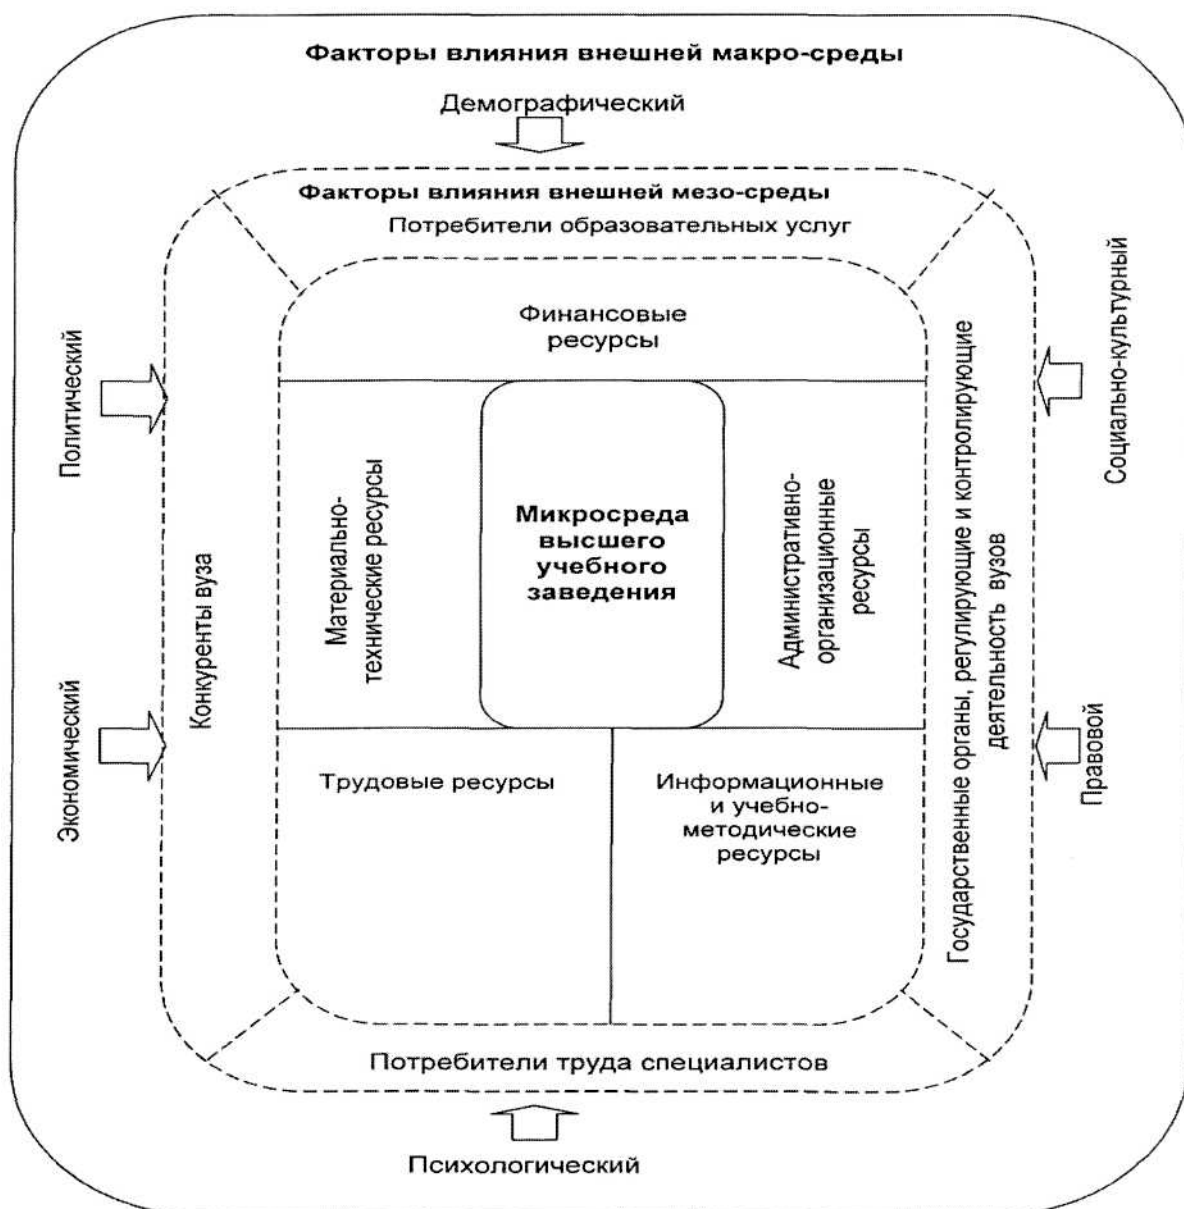 Факторы влияния внешней макро-среды
Демографический
Факторы влияния внешней мезо-среды
Потребители образовательных услуг
Политический
Экономический
Конкуренты вуза
Финансовые
ресурсы
Материально-
технические ресурсы
Микросреда
высшего
учебного
заведения
Административно-
организационные
ресурсы
Трудовые ресурсы
Информационные
и учебно-
методические
ресурсы
Государственные органы, регулирующие и контролирующие
деятельность вузов
Социально-культурный
Правовой
Потребители труда специалистов
Психологический